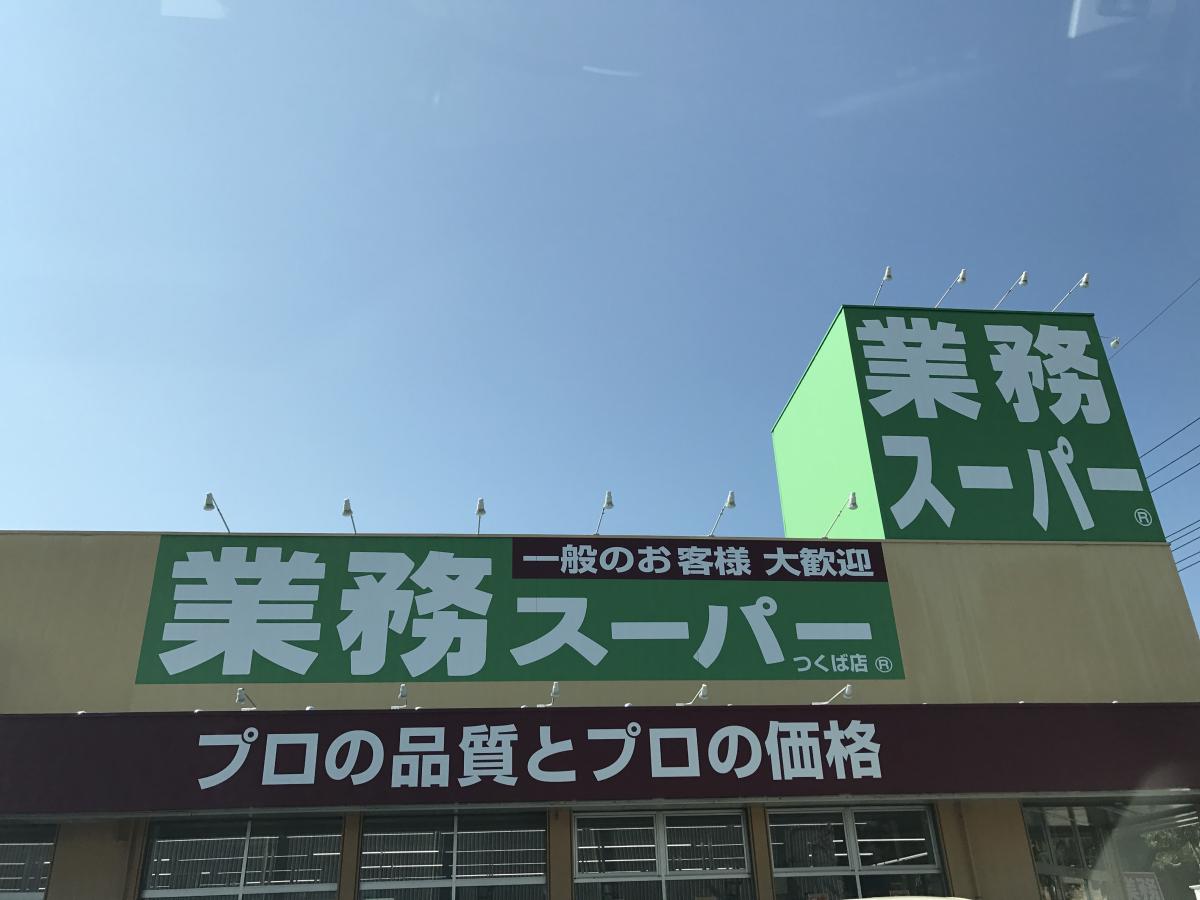 業務
スーパー
®
一般のお客様 大歓迎
業務スーパー
つくば店 ®
プロの品質とプロの価格